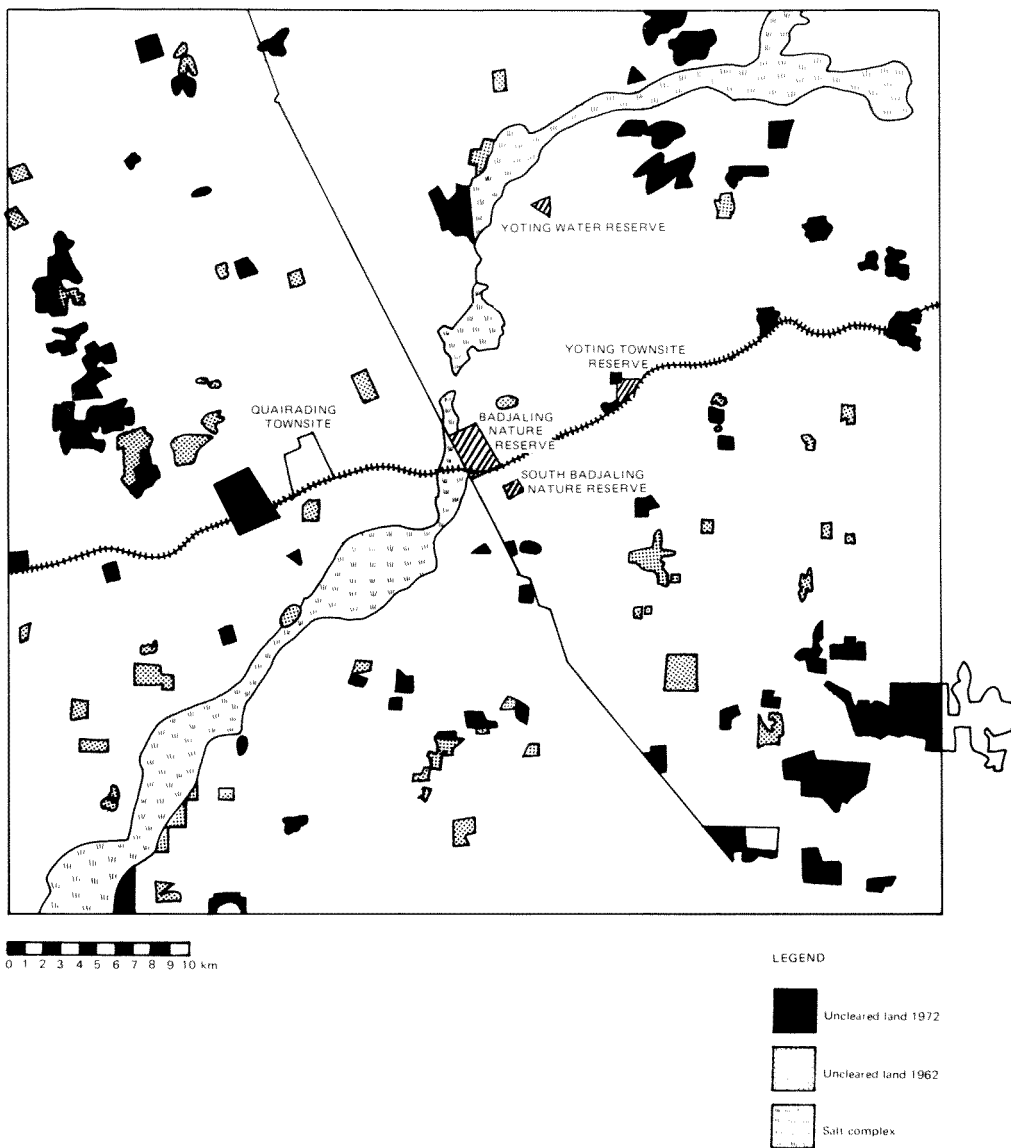 YOTING WATER RESERVE
YOTING TOWNSITE
RESERVE
QUAIRADING
TOWNSITE
BADJALING
NATURE
RESERVE
SOUTH BADJALING
NATURE RESERVE
0 1 2 3 4 5 6 7 8 9 10 km
LEGEND
Uncleared land 1972
Uncleared land 1962
Salt complex